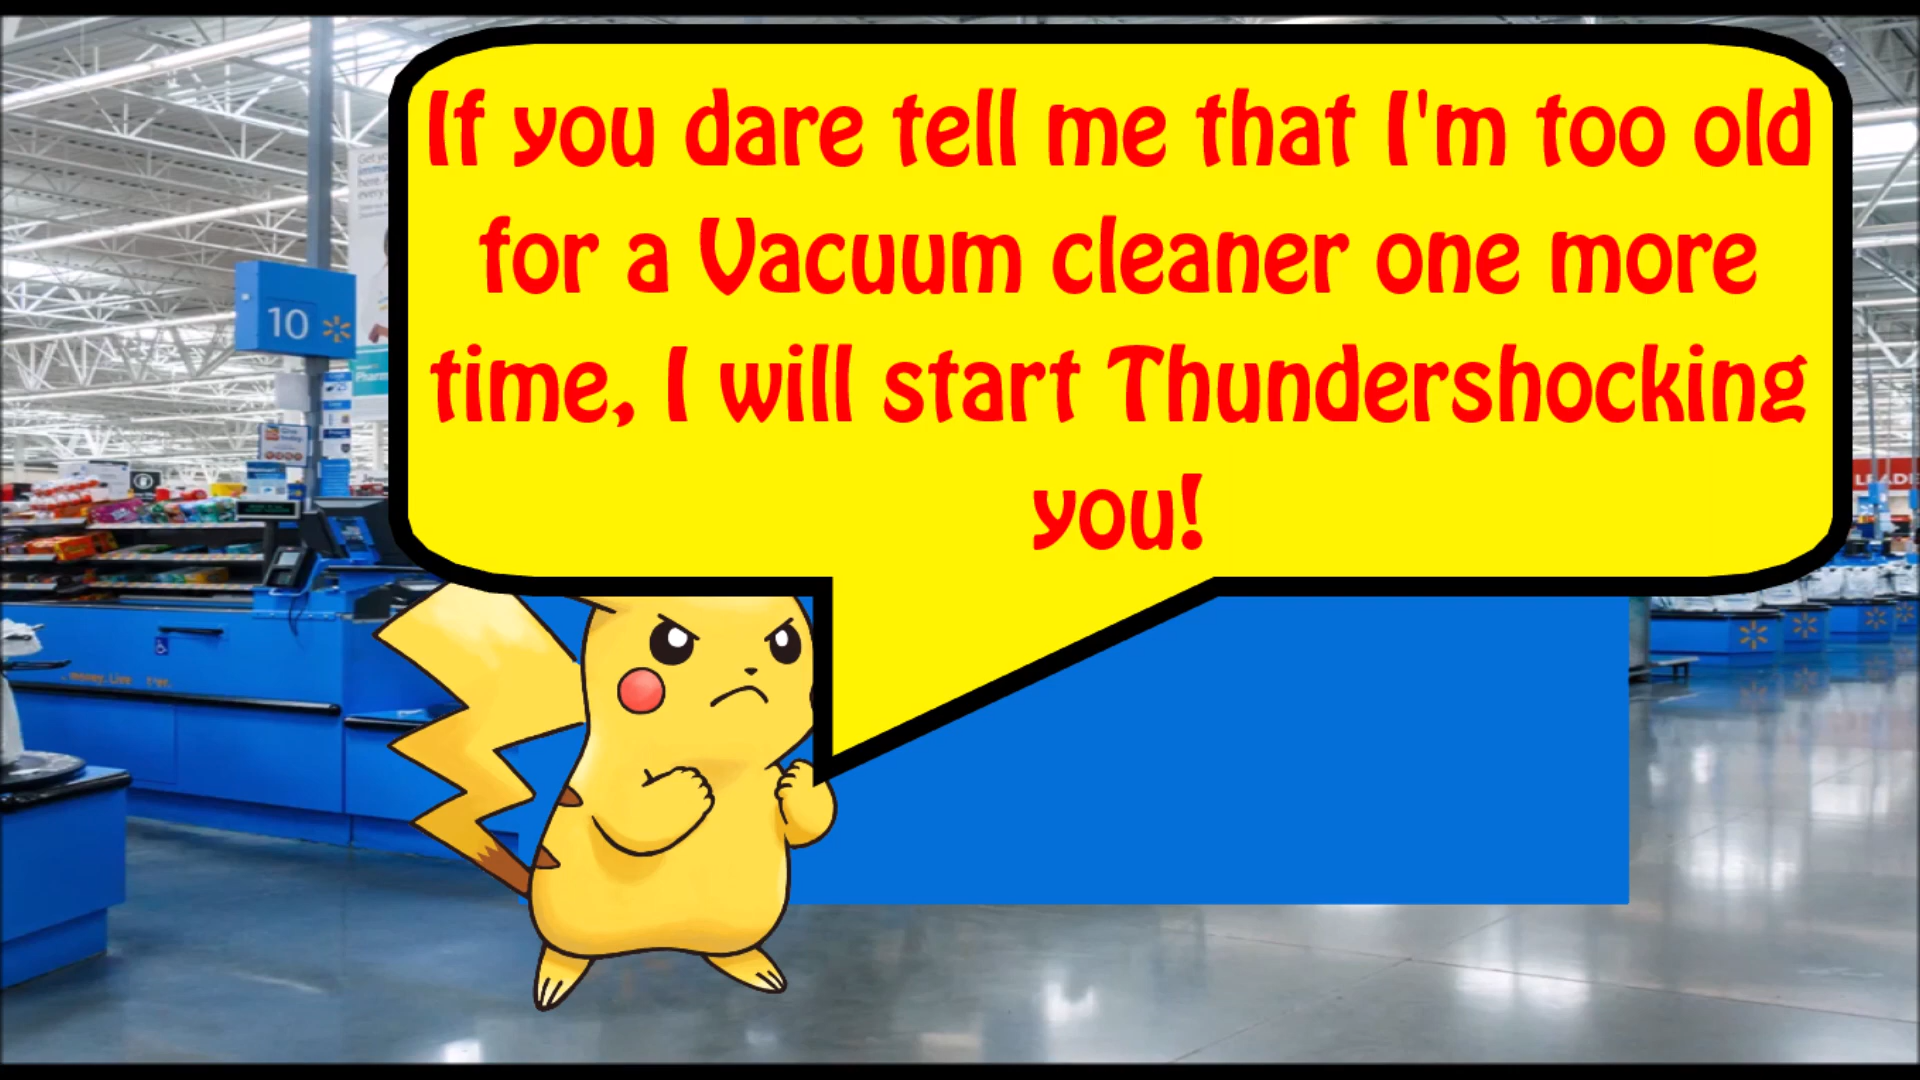 If you dare tell me that I'm too old
for a Vacuum cleaner one more
time, I will start Thundershocking
you!
10